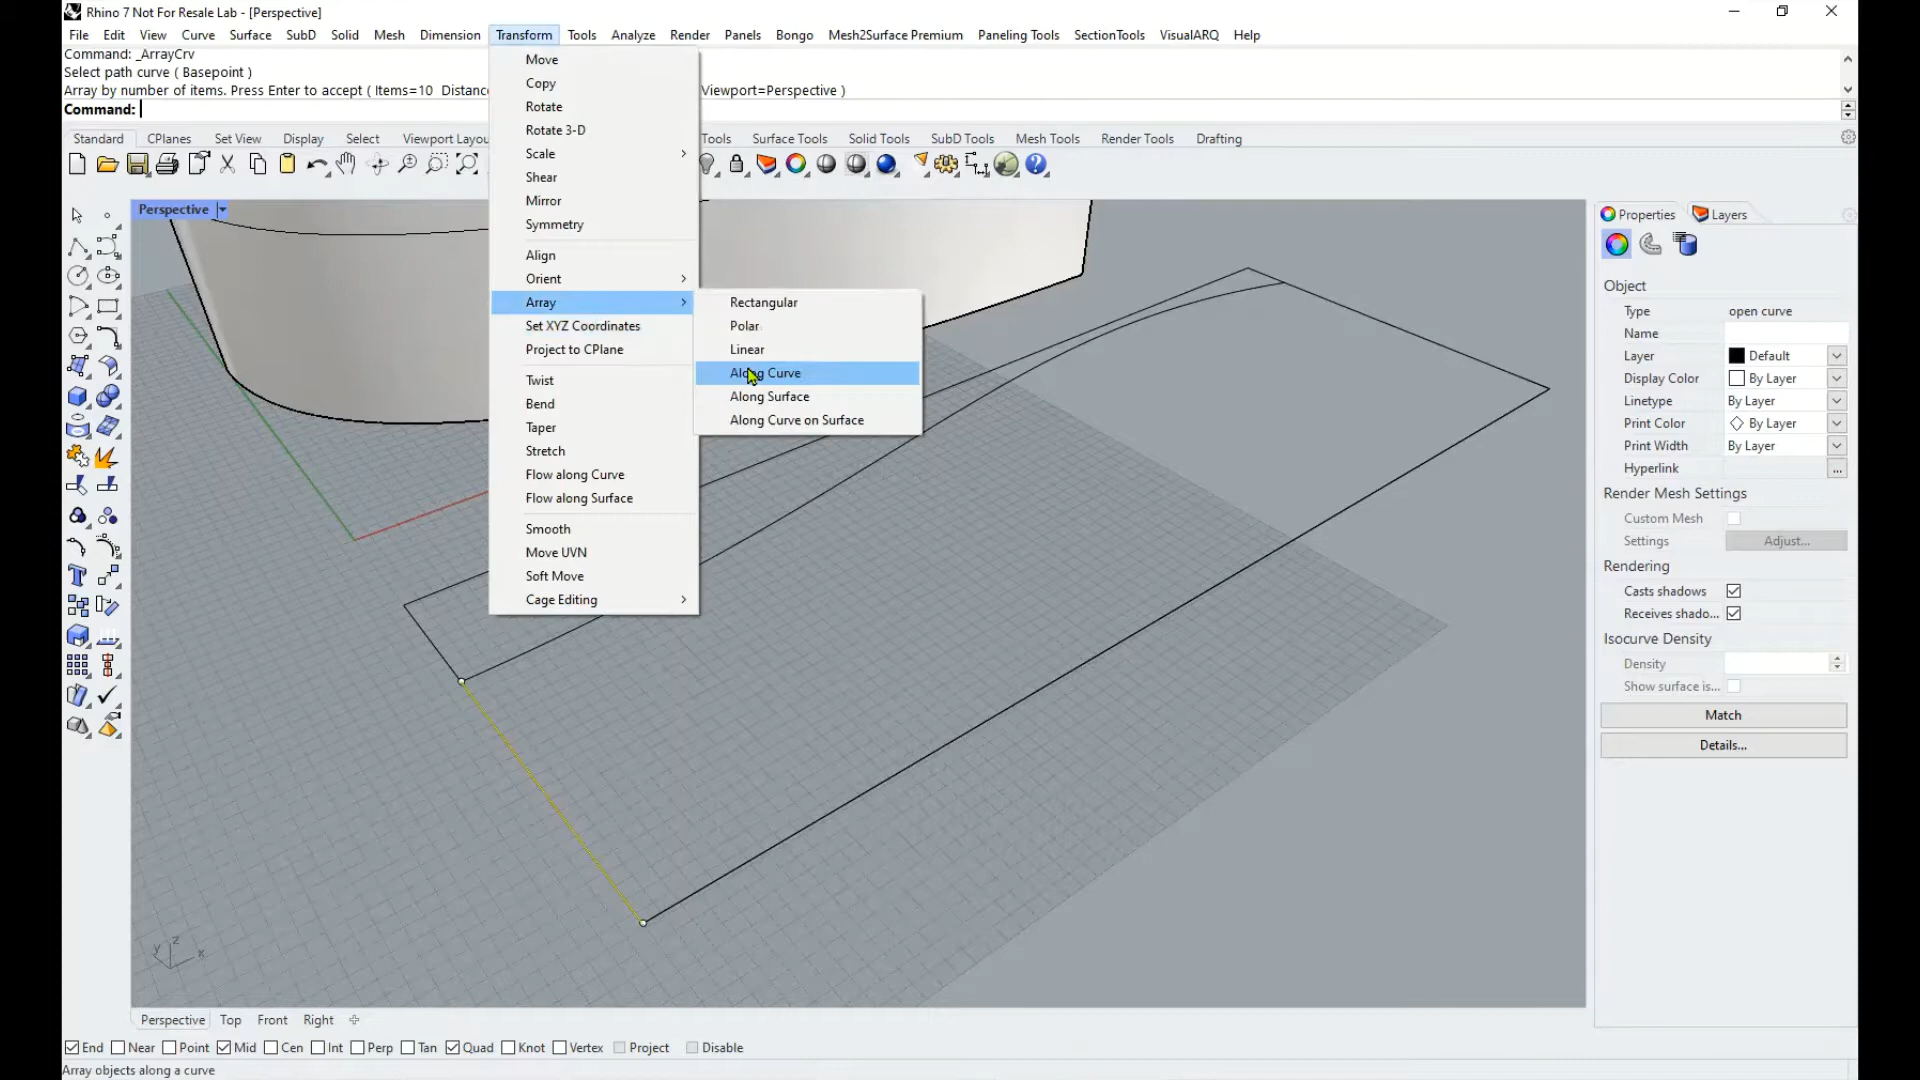 Rhino 7 Not For Resale Lab - [Perspective]
File Edit View Curve Surface SubD Solid Mesh Dimension Transform Tools Analyze Render Panels Bongo Mesh2Surface Premium Paneling Tools SectionTools VisualARQ Help
Command: _ArrayCrv
Select path curve ( Basepoint )
Array by number of items. Press Enter to accept ( Items=10 Distanc Viewport=Perspective )
Command:
Standard CPlanes Set View Display Select Viewport Layou Tools Surface Tools Solid Tools SubD Tools Mesh Tools Render Tools Drafting
Perspective
Move
Copy
Rotate
Rotate 3-D
Scale
Shear
Mirror
Symmetry
Align
Orient
Array
Set XYZ Coordinates
Project to CPlane
Twist
Bend
Taper
Stretch
Flow along Curve
Flow along Surface
Smooth
Move UVN
Soft Move
Cage Editing
Rectangular
Polar
Linear
Along Curve
Along Surface
Along Curve on Surface
Properties Layers
Object
Type open curve
Name
Layer Default
Display Color By Layer
Linetype By Layer
Print Color By Layer
Print Width By Layer
Hyperlink ...
Render Mesh Settings
Custom Mesh
Settings Adjust...
Rendering
Casts shadows
Receives shado...
Isocurve Density
Density
Show surface is...
Match
Details...
z
y
x
Perspective Top Front Right
End Near Point Mid Cen Int Perp Tan Quad Knot Vertex Project Disable
Array objects along a curve